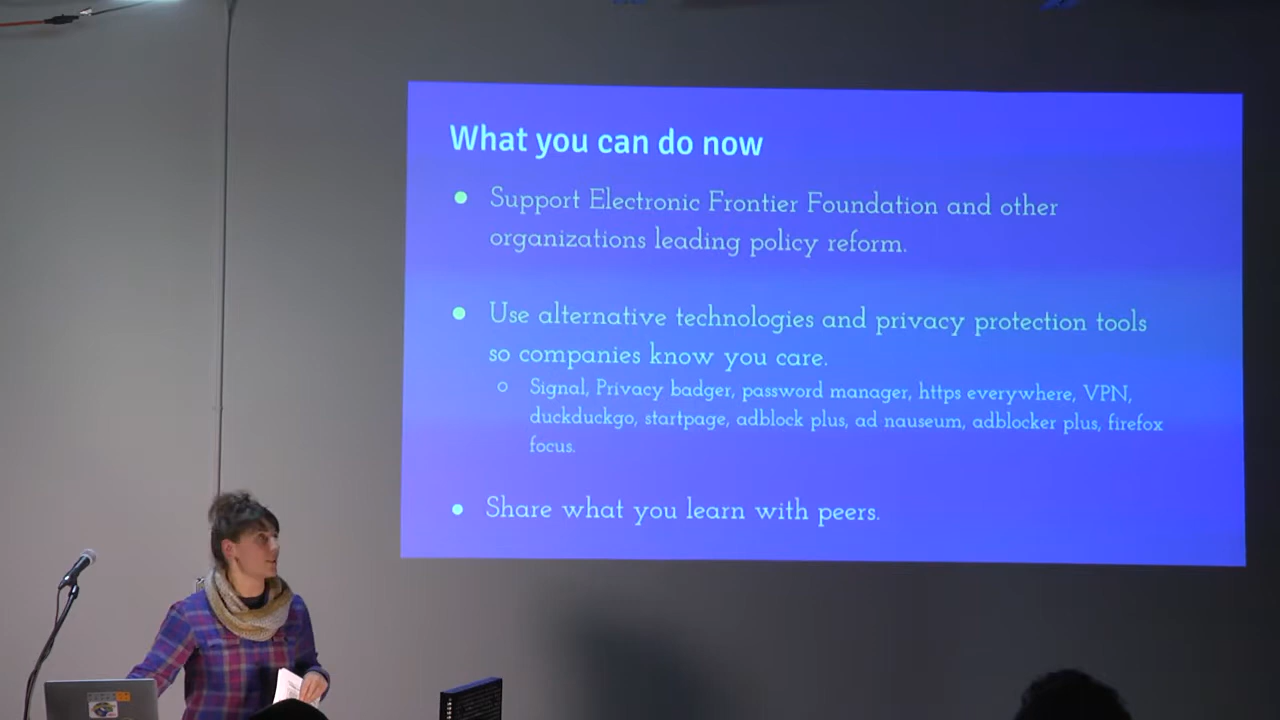 What you can do now
● Support Electronic Frontier Foundation and other
organizations leading policy reform.
● Use alternative technologies and privacy protection tools
so companies know you care.
○ Signal, Privacy badger, password manager, https everywhere, VPN,
duckduckgo, startpage, adblock plus, ad nauseum, adblocker plus, firefox
focus.
● Share what you learn with peers.